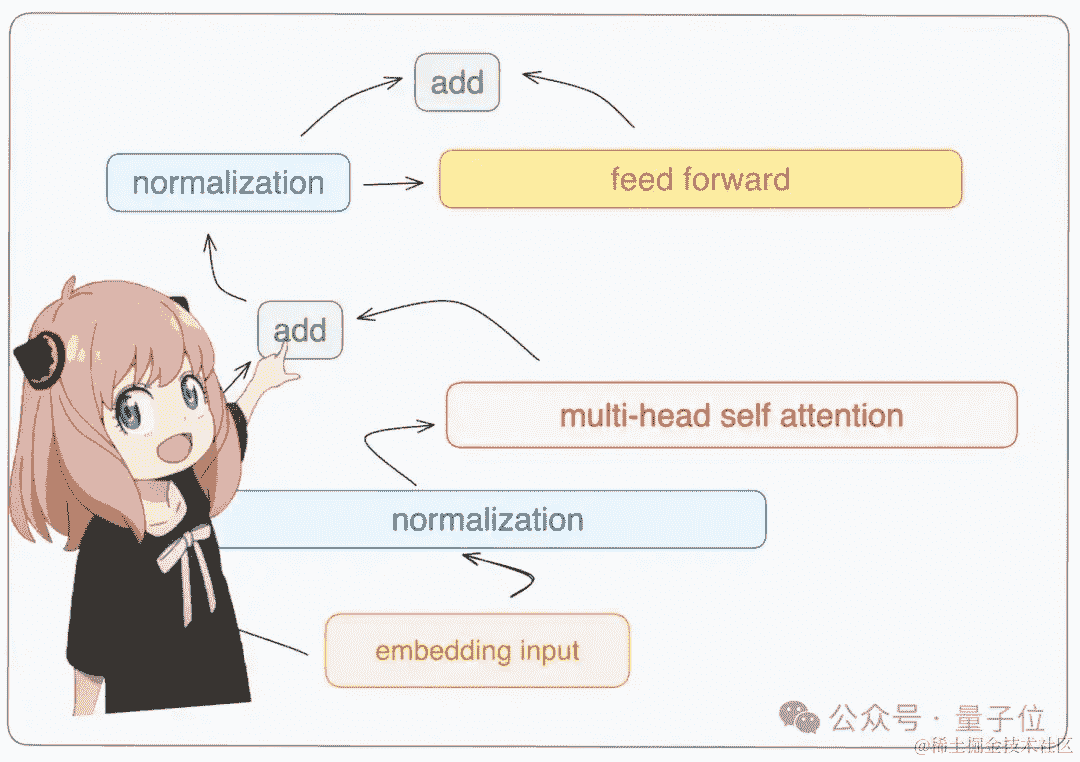 add
normalization
feed forward
add
multi-head self attention
normalization
embedding input
公众号 · 量子位
@稀土掘金技术社区